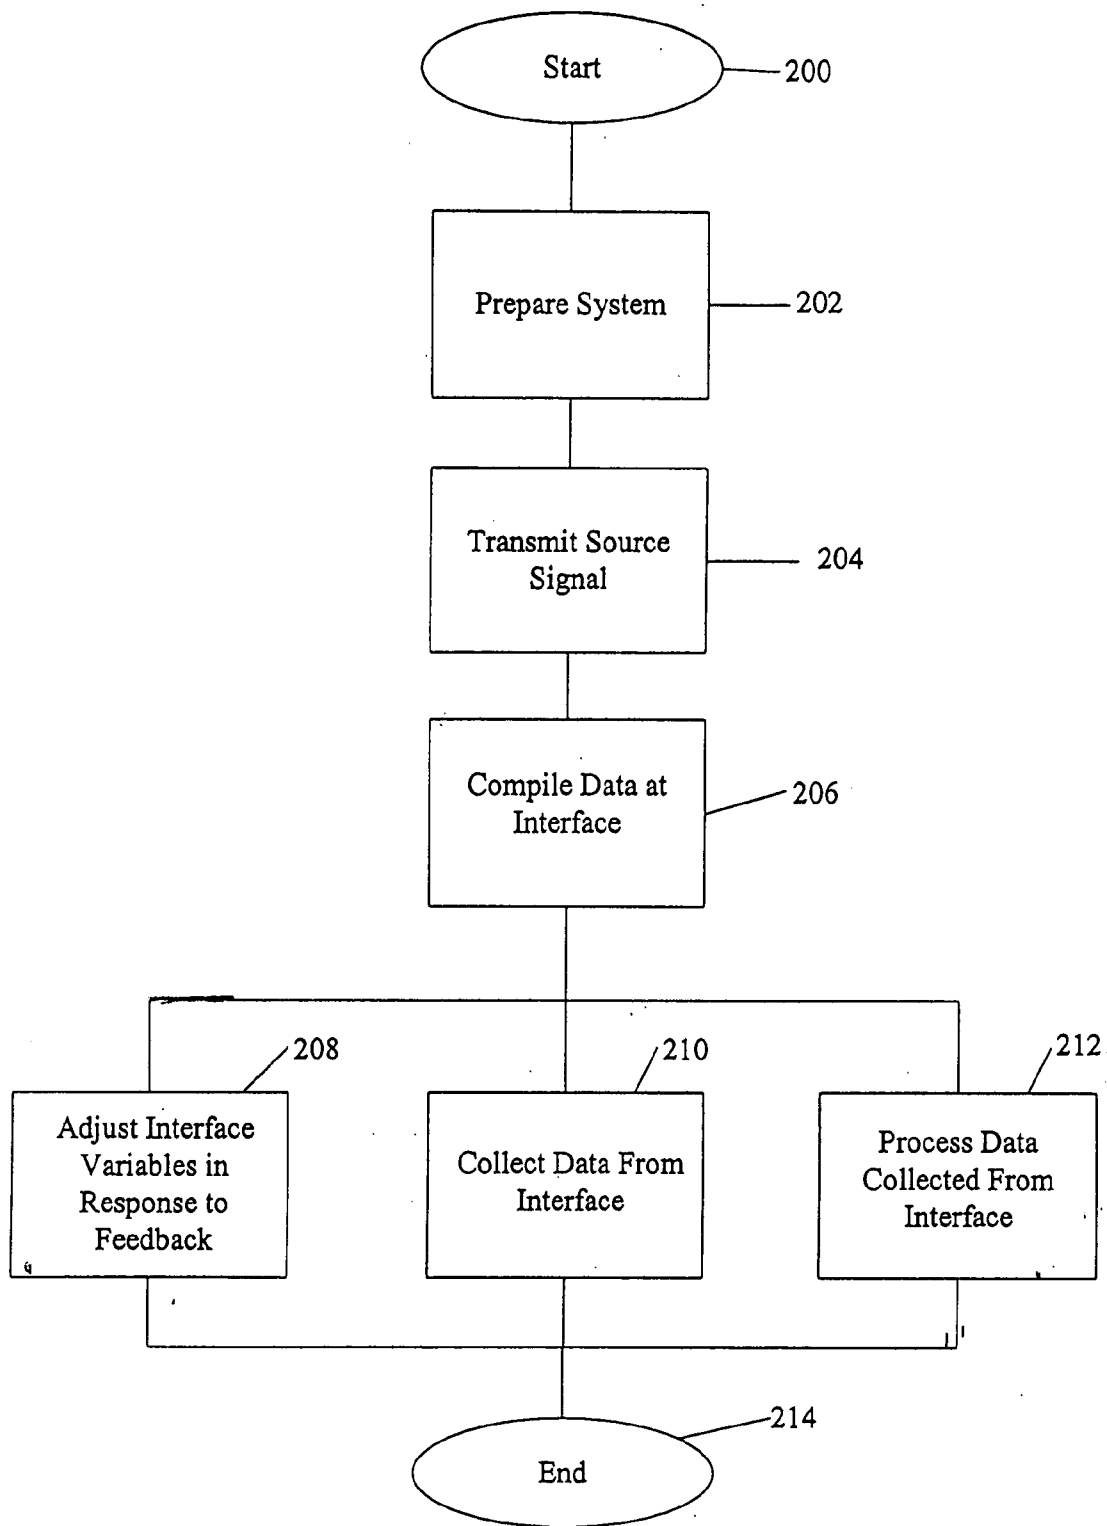 Start
200
Prepare System
202
Transmit Source
Signal
204
Compile Data at
Interface
206
208
210
212
Adjust Interface
Variables in
Response to
Feedback
Collect Data From
Interface
Process Data
Collected From
Interface
214
End